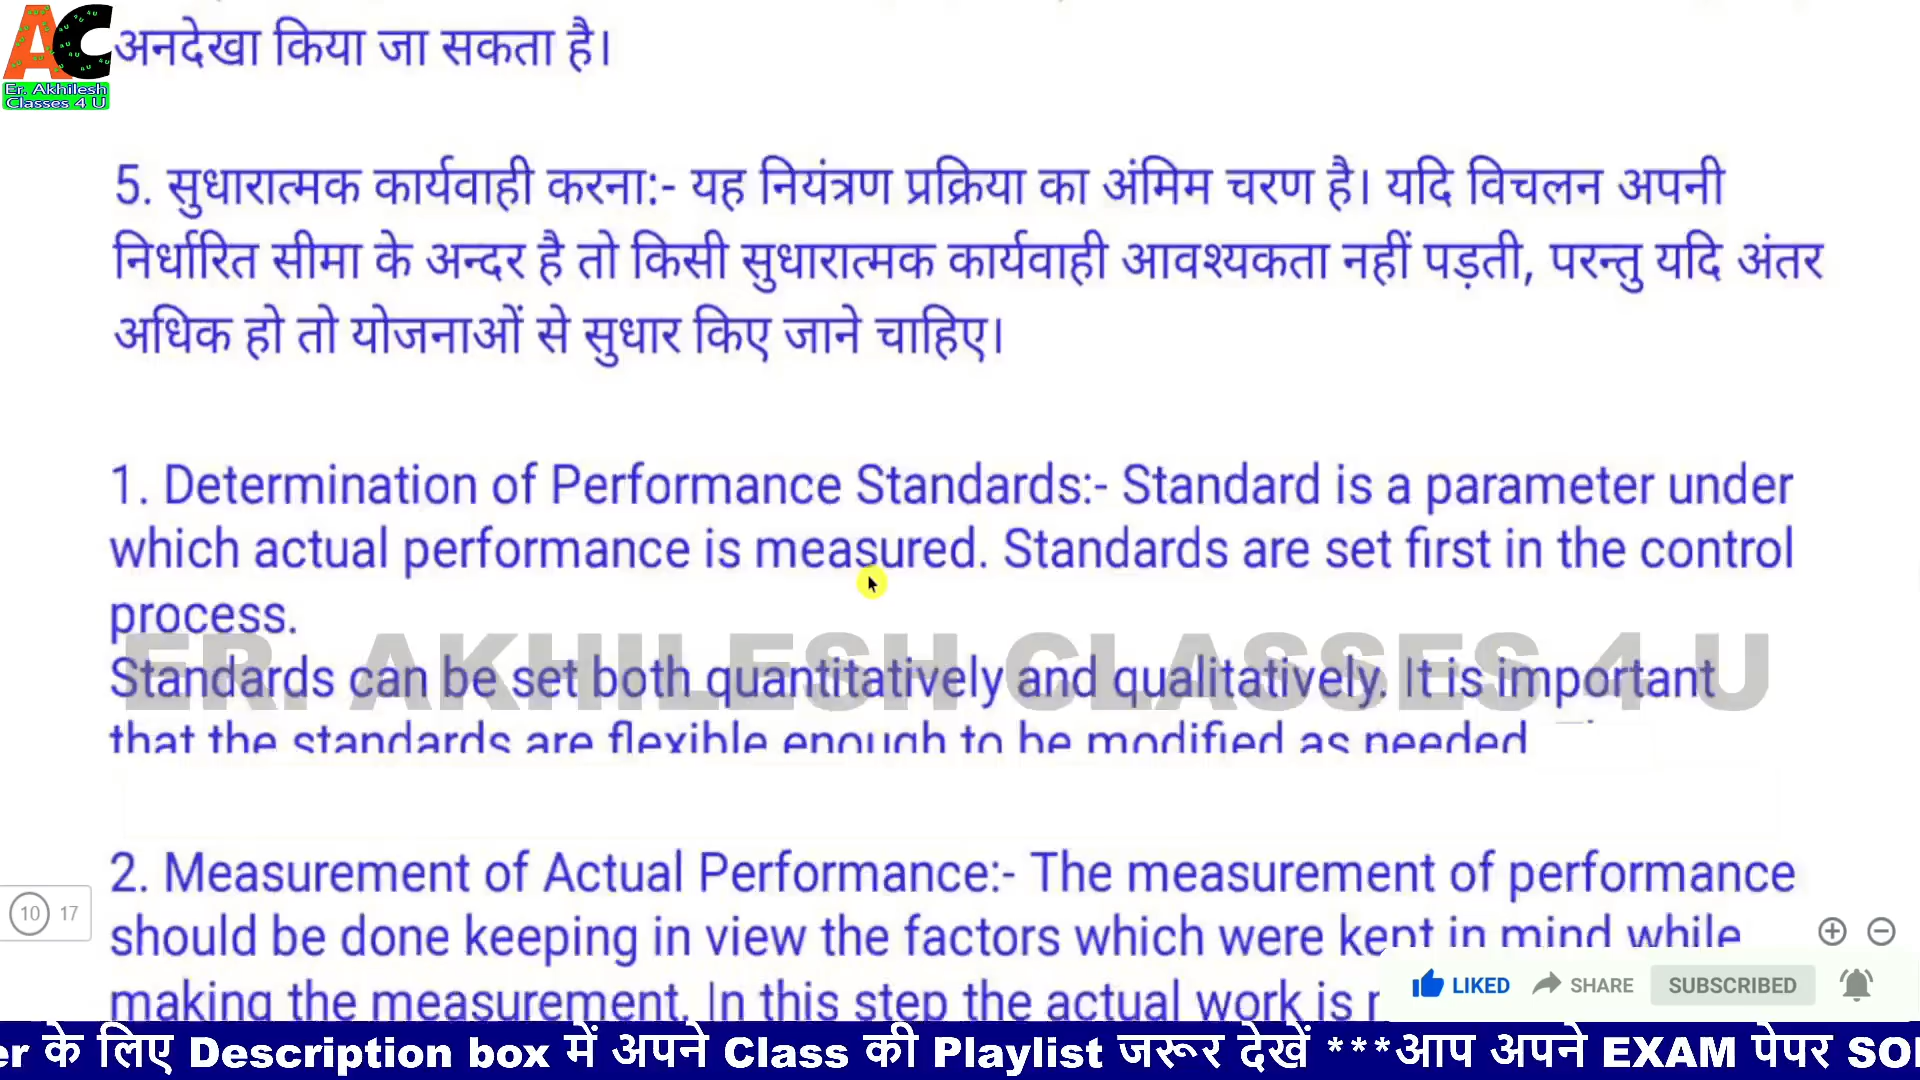 AC
Er. Akhilesh
Classes 4 U
अनदेखा किया जा सकता है।
5. सुधारात्मक कार्यवाही करना:- यह नियंत्रण प्रक्रिया का अंमिम चरण है। यदि विचलन अपनी
निर्धारित सीमा के अन्दर है तो किसी सुधारात्मक कार्यवाही आवश्यकता नहीं पड़ती, परन्तु यदि अंतर
अधिक हो तो योजनाओं से सुधार किए जाने चाहिए।
1. Determination of Performance Standards:- Standard is a parameter under
which actual performance is measured. Standards are set first in the control
process.
ER. AKHILESH CLASSES 4 U
Standards can be set both quantitatively and qualitatively. It is important
that the standards are flexible enough to be modified as needed
2. Measurement of Actual Performance:- The measurement of performance
should be done keeping in view the factors which were kept in mind while
making the measurement. In this step the actual work is
10 17
LIKED SHARE SUBSCRIBED
er के लिए Description box में अपने Class की Playlist जरूर देखें ***आप अपने EXAM पेपर SO